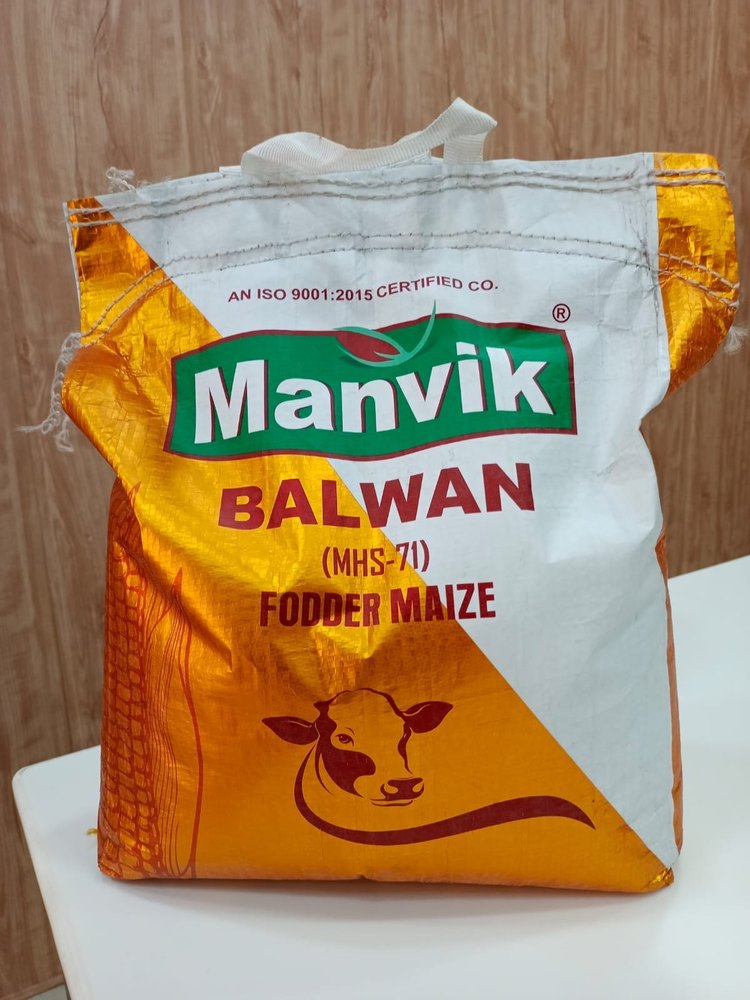 AN ISO 9001:2015 CERTIFIED CO.
®
Manvik
BALWAN
(MHS-71)
FODDER MAIZE